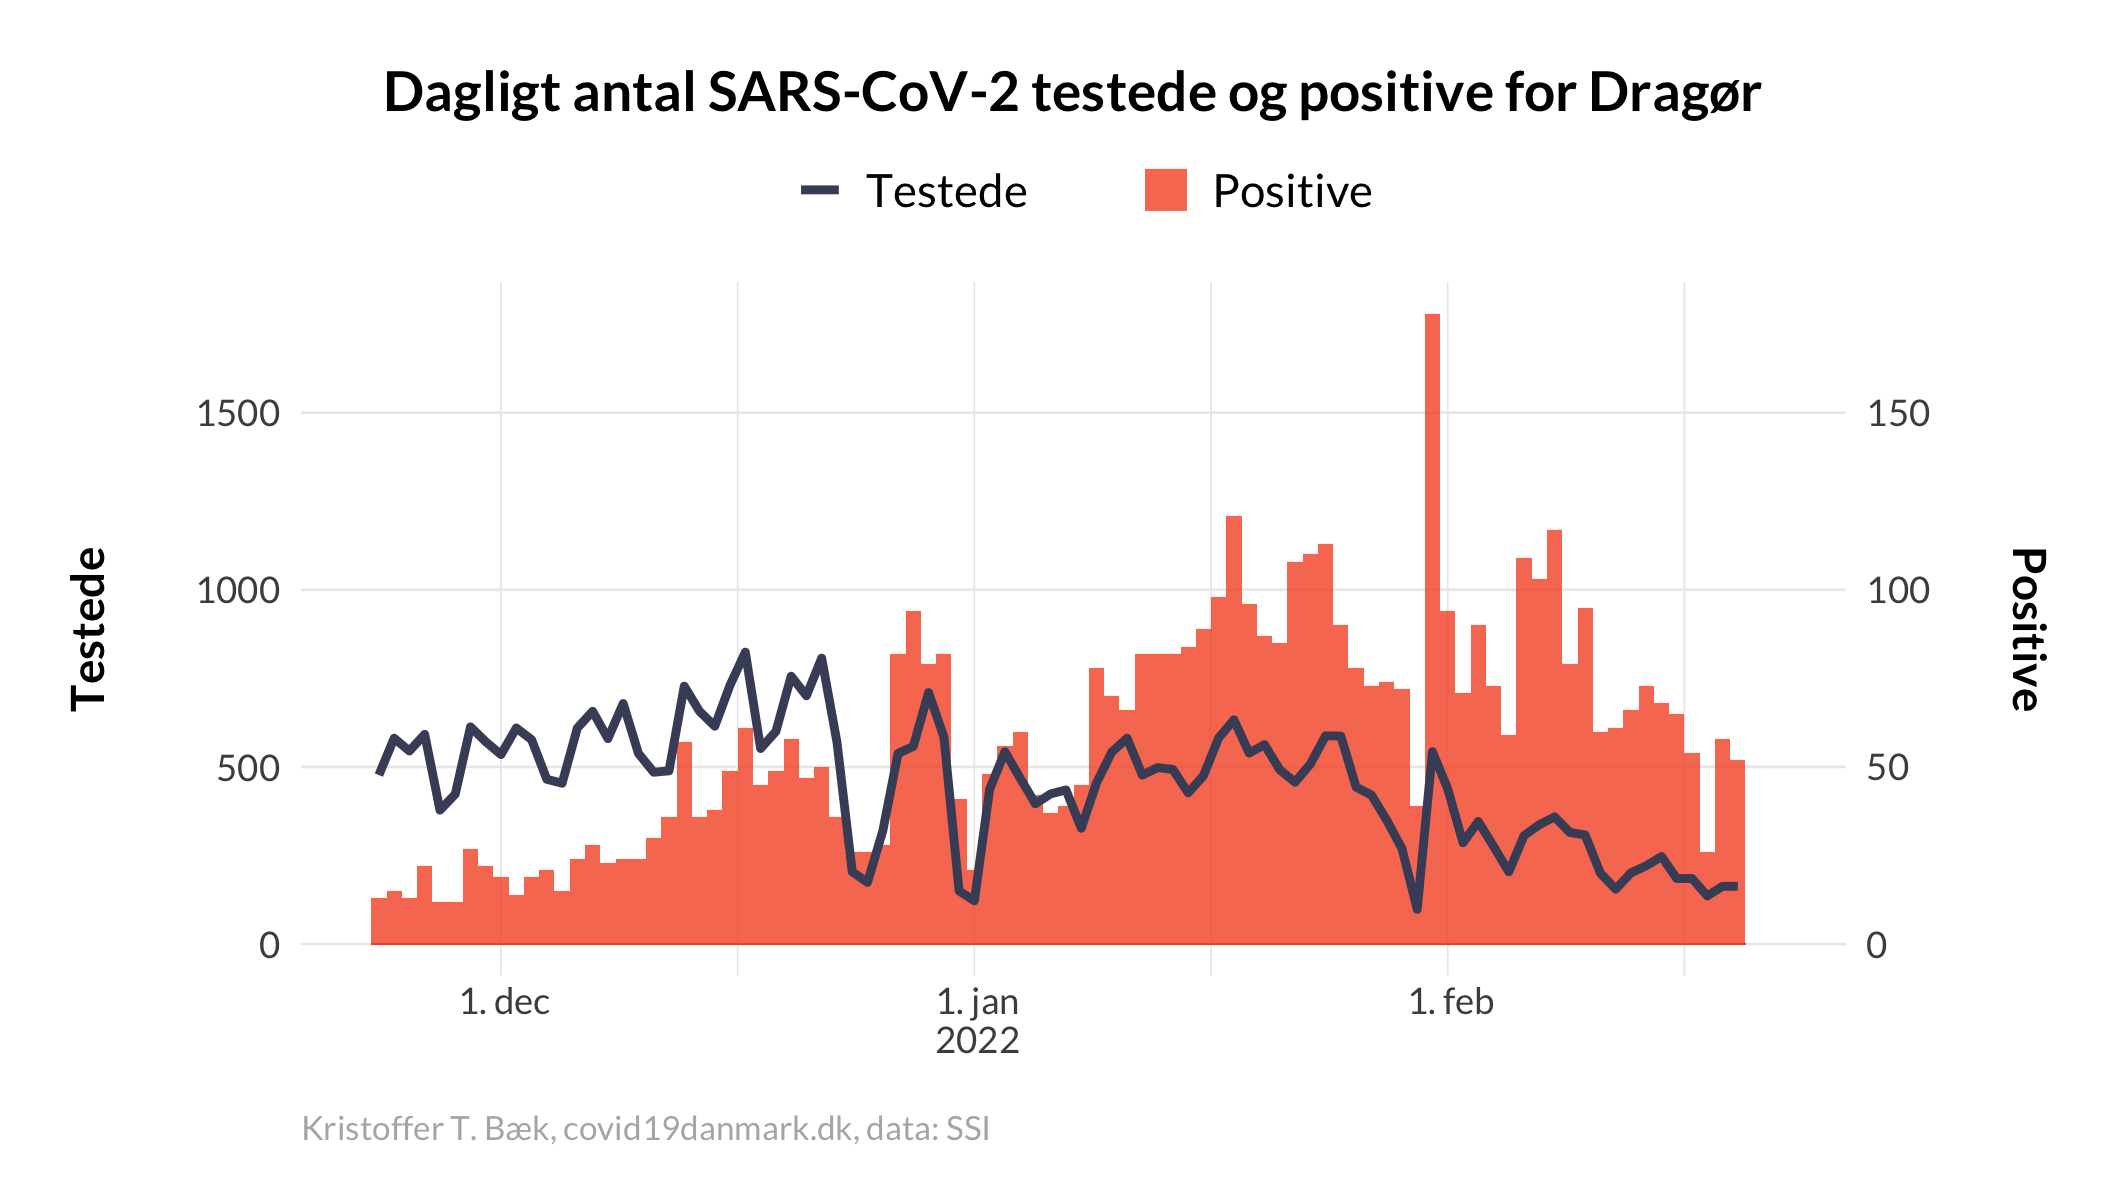 Dagligt antal SARS-CoV-2 testede og positive for Dragør
Testede
Positive
1500
1000
500
0
150
100
50
0
Testede
Positive
1. dec
1. jan
2022
1. feb
Kristoffer T. Bæk, covid19danmark.dk, data: SSI